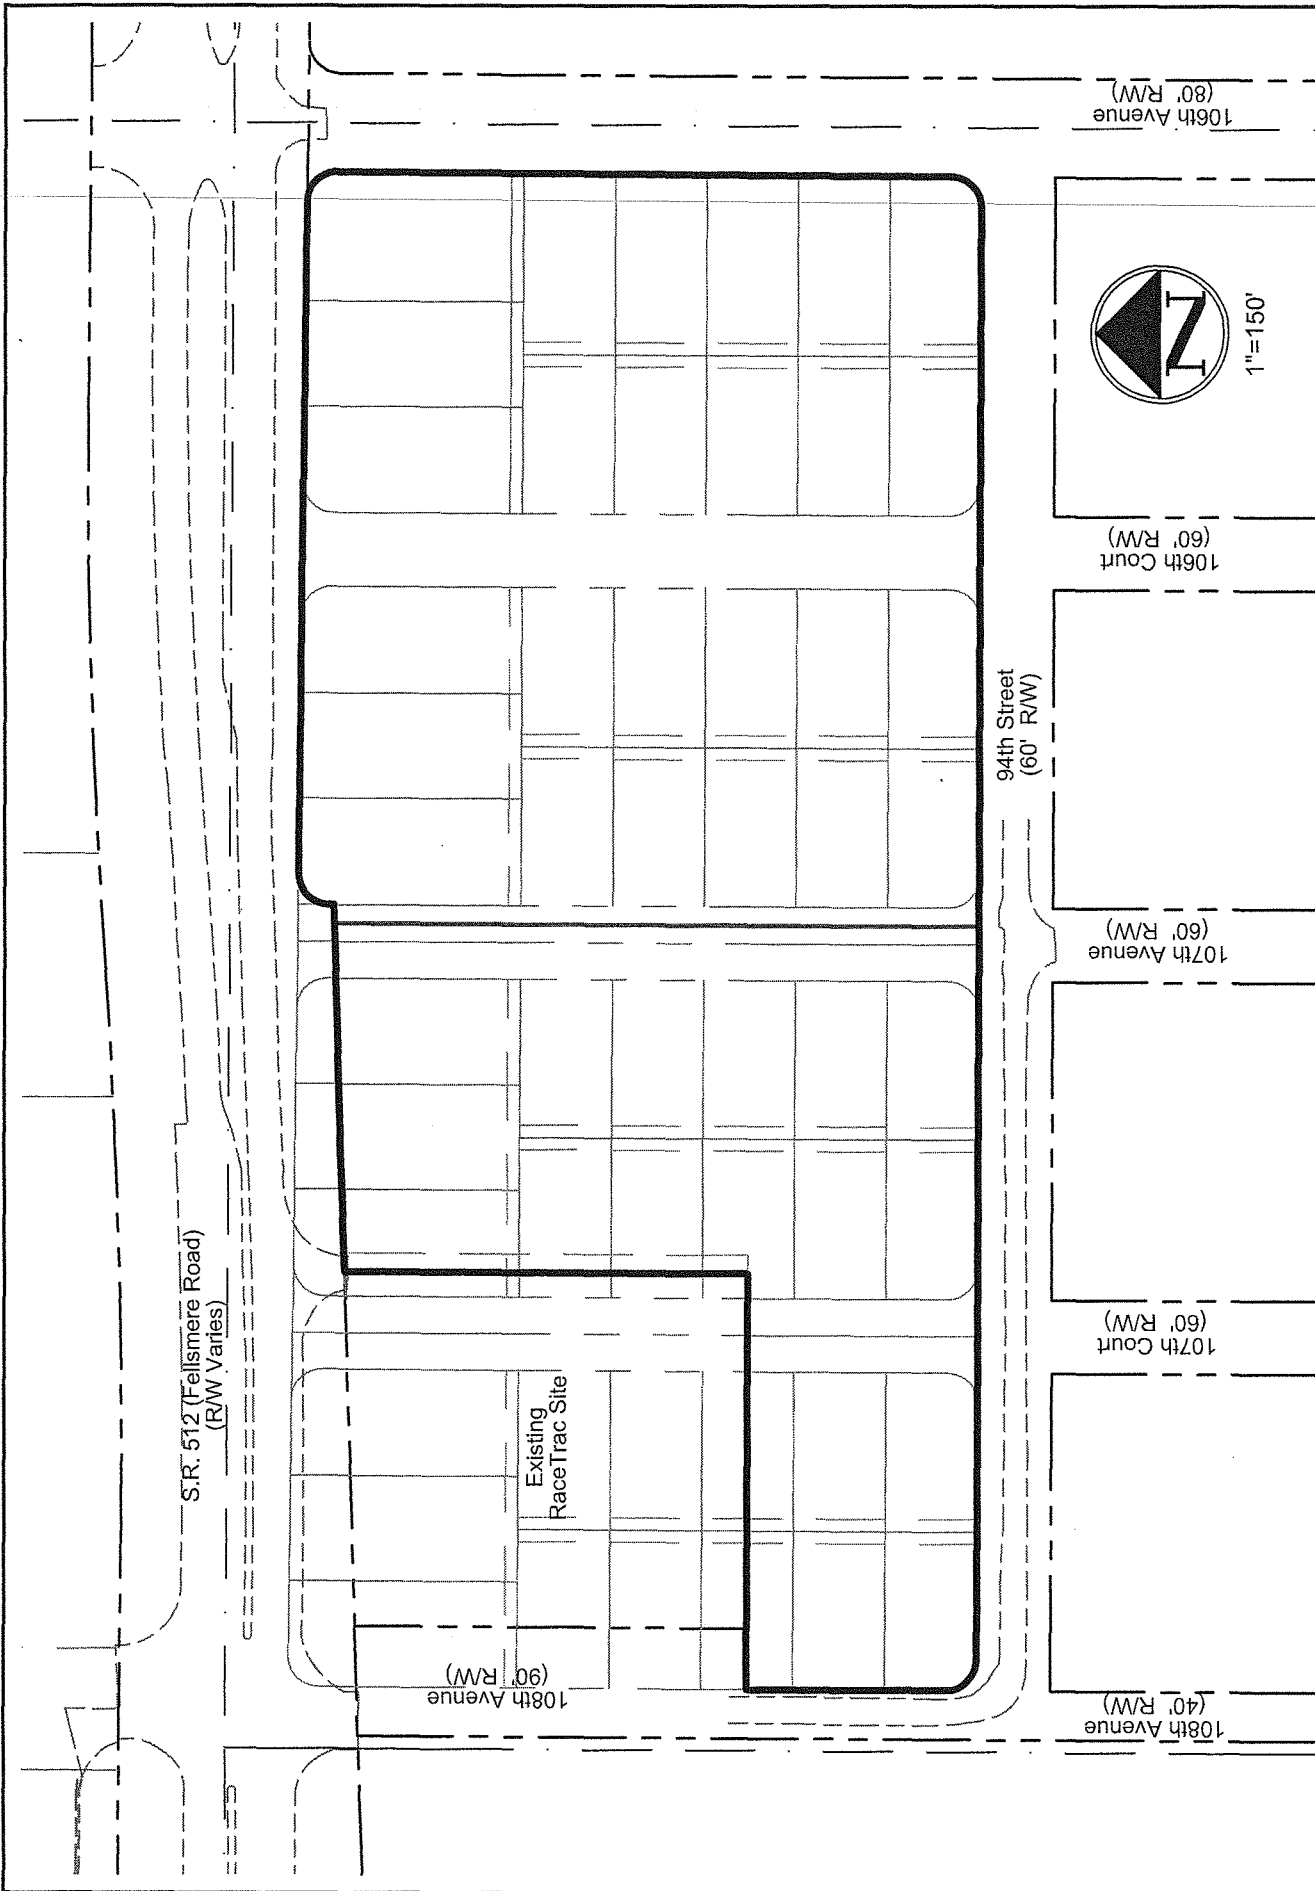 106th Avenue
(80' R/W)
N
1"=150'
106th Court
(60' R/W)
94th Street
(60' R/W)
107th Avenue
(60' R/W)
S.R. 512 (Fellsmere Road)
(R/W Varies)
107th Court
(60' R/W)
Existing
RaceTrac Site
108th Avenue
(90' R/W)
108th Avenue
(40' R/W)